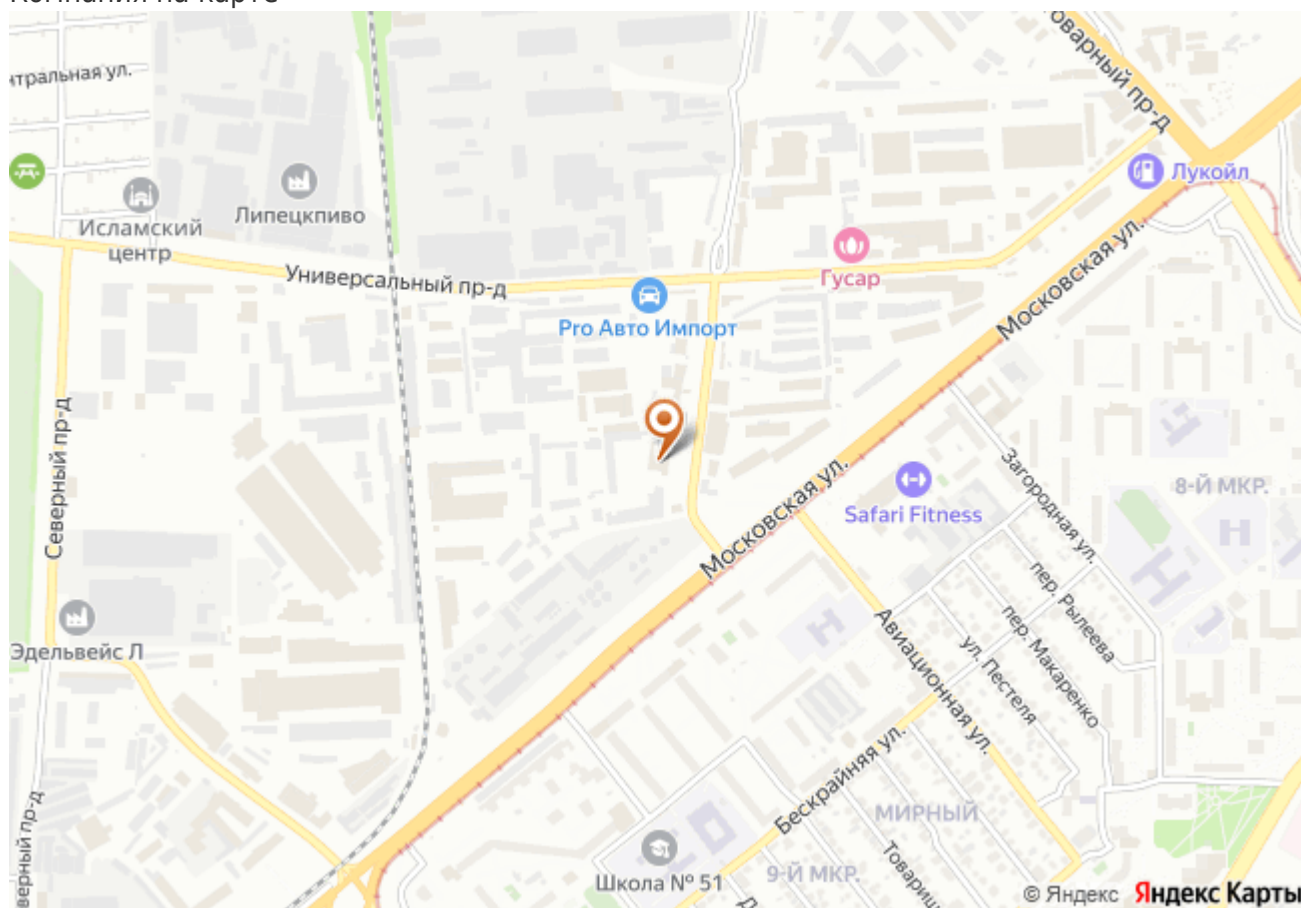 Товарный пр-д
нтральная ул.
Лукойл
Липецкпиво
Исламский
центр
Московская ул.
Универсальный пр-д
Гусар
Pro Авто Импорт
Северный пр-д
Загородная ул.
Московская ул.
8-Й МКР.
Safari Fitness
пер. Рылеева
пер. Макаренко
ул. Пестеля
Авиационная ул.
Эдельвейс Л
Бескрайняя ул.
МИРНЫЙ
верный пр-д
Школа № 51
9-Й МКР.
Товарищ
© Яндекс Яндекс Карты